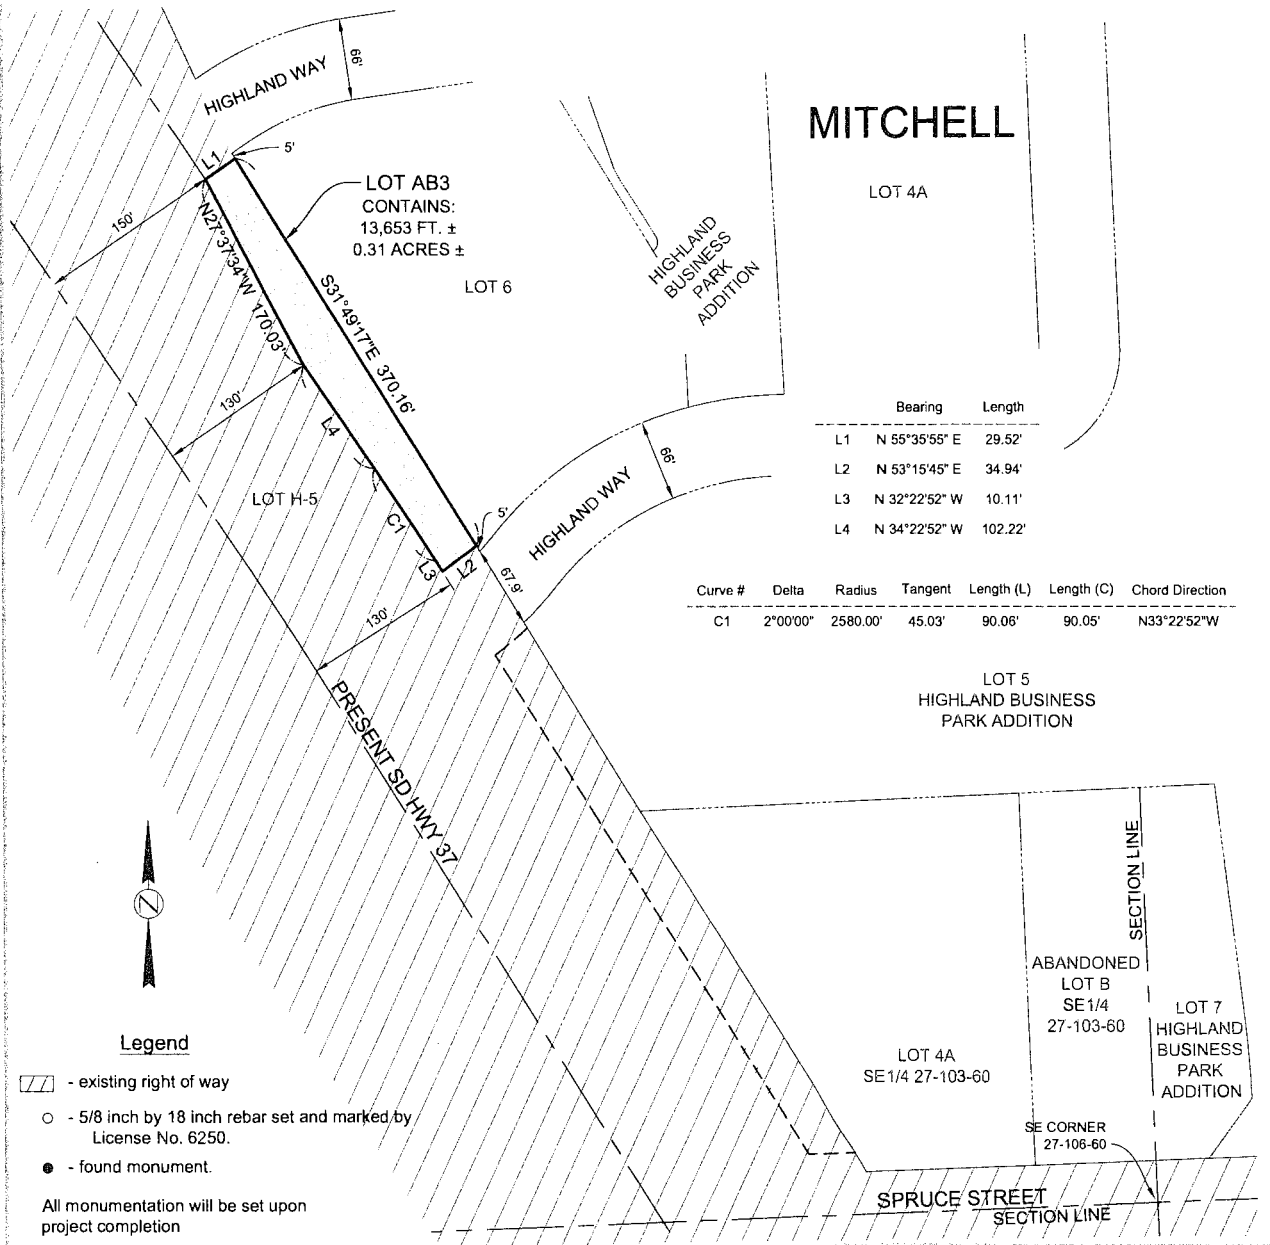 HIGHLAND WAY
66'
MITCHELL
LOT 4A
L1
5'
LOT AB3
CONTAINS:
13,653 FT. ±
0.31 ACRES ±
150'
N27°37'34"W 170.03'
S31°49'17"E 370.16'
LOT 6
HIGHLAND
BUSINESS
PARK
ADDITION
130'
L4
LOT H-5
C1
L3
L2
5'
HIGHLAND WAY
66'
67.9'
130'
Bearing Length
L1 N 55°35'55" E 29.52'
L2 N 53°15'45" E 34.94'
L3 N 32°22'52" W 10.11'
L4 N 34°22'52" W 102.22'
Curve # Delta Radius Tangent Length (L) Length (C) Chord Direction
C1 2°00'00" 2580.00' 45.03' 90.06' 90.05' N33°22'52"W
LOT 5
HIGHLAND BUSINESS
PARK ADDITION
PRESENT SD HWY 37
SECTION LINE
ABANDONED
LOT B
SE1/4
27-103-60
LOT 7
HIGHLAND
BUSINESS
PARK
ADDITION
LOT 4A
SE1/4 27-103-60
SE CORNER
27-106-60
SPRUCE STREET
SECTION LINE
N
Legend
- existing right of way
- 5/8 inch by 18 inch rebar set and marked by
License No. 6250.
- found monument.
All monumentation will be set upon
project completion